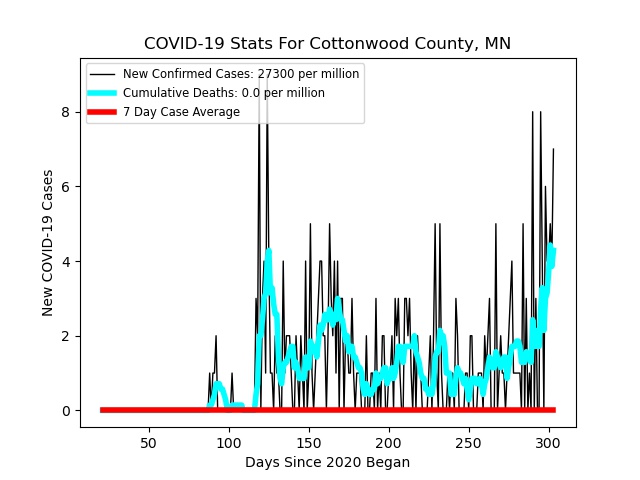 COVID-19 Stats For Cottonwood County, MN
New Confirmed Cases: 27300 per million
Cumulative Deaths: 0.0 per million
7 Day Case Average
8
6
4
2
0
New COVID-19 Cases
50 100 150 200 250 300
Days Since 2020 Began